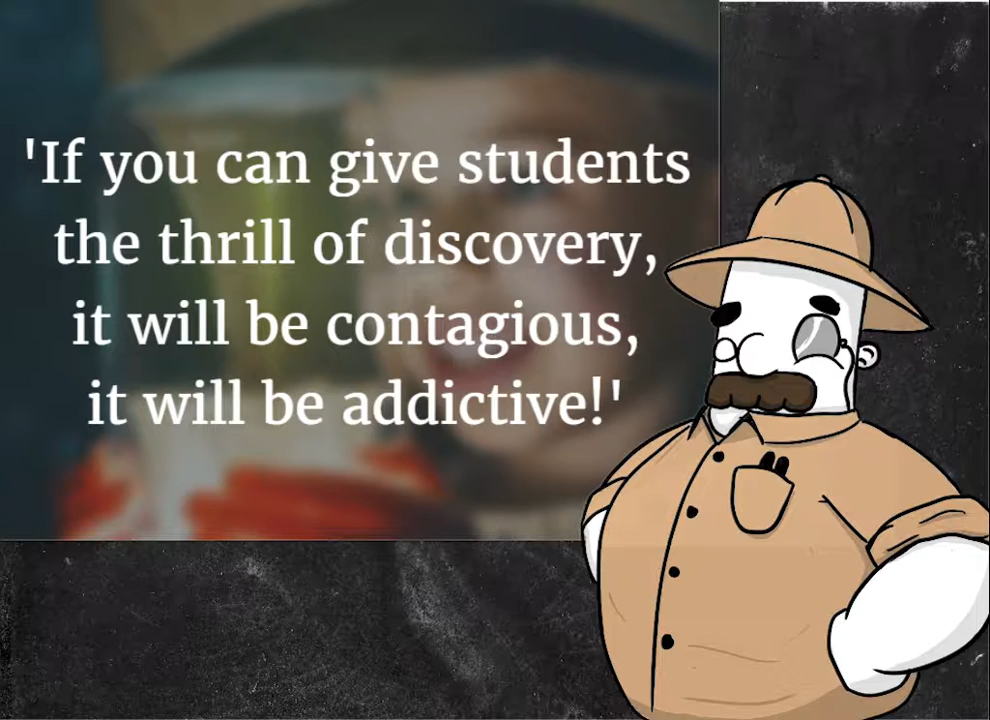 'If you can give students
the thrill of discovery,
it will be contagious,
it will be addictive!'